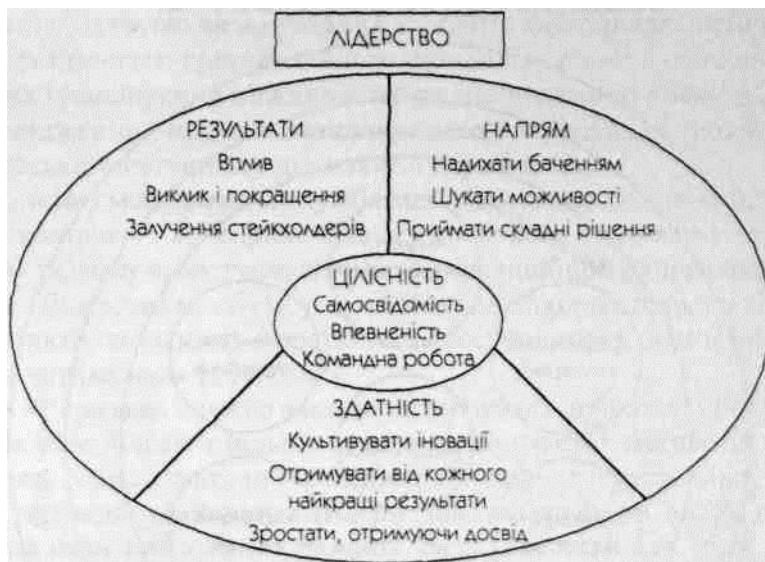 ЛІДЕРСТВО
РЕЗУЛЬТАТИ
Вплив
Виклик і покращення
Залучення стейкхолдерів
НАПРЯМ
Надихати баченням
Шукати можливості
Приймати складні рішення
ЦІЛІСНІСТЬ
Самосвідомість
Впевненість
Командна робота
ЗДАТНІСТЬ
Культивувати іновації
Отримувати від кожного
найкращі результати
Зростати, отримуючи досвід